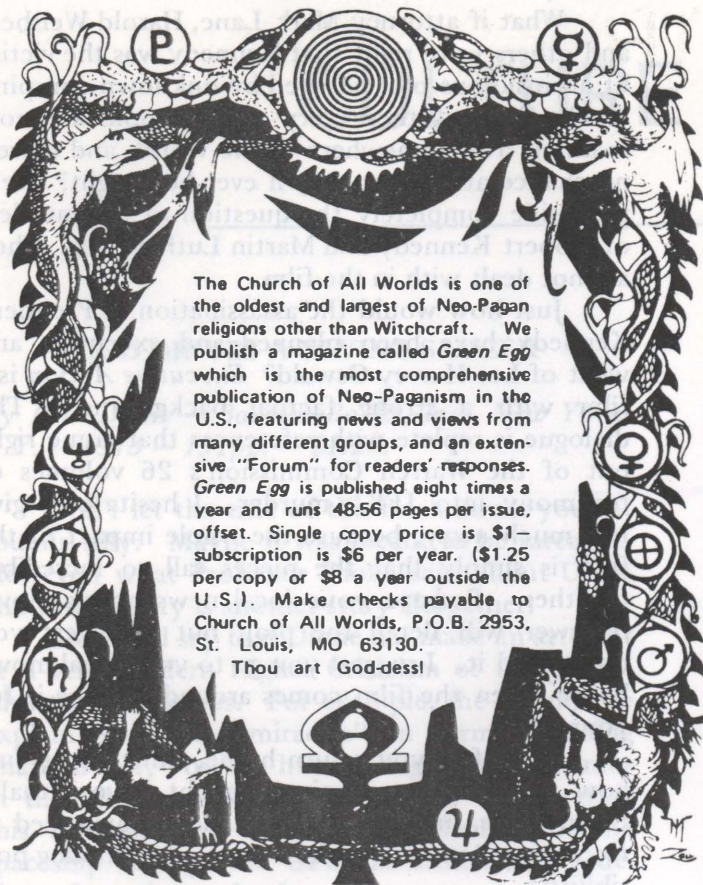 P
The Church of All Worlds is one of
the oldest and largest of Neo-Pagan
religions other than Witchcraft. We
publish a magazine called Green Egg
which is the most comprehensive
publication of Neo-Paganism in the
U.S., featuring news and views from
many different groups, and an exten-
sive "Forum" for readers' responses.
Green Egg is published eight times a
year and runs 48-56 pages per issue,
offset. Single copy price is $1 —
subscription is $6 per year. ($1.25
per copy or $8 a year outside the
U.S.). Make checks payable to
Church of All Worlds, P.O.B. 2953,
St. Louis, MO 63130.
Thou art God-dess